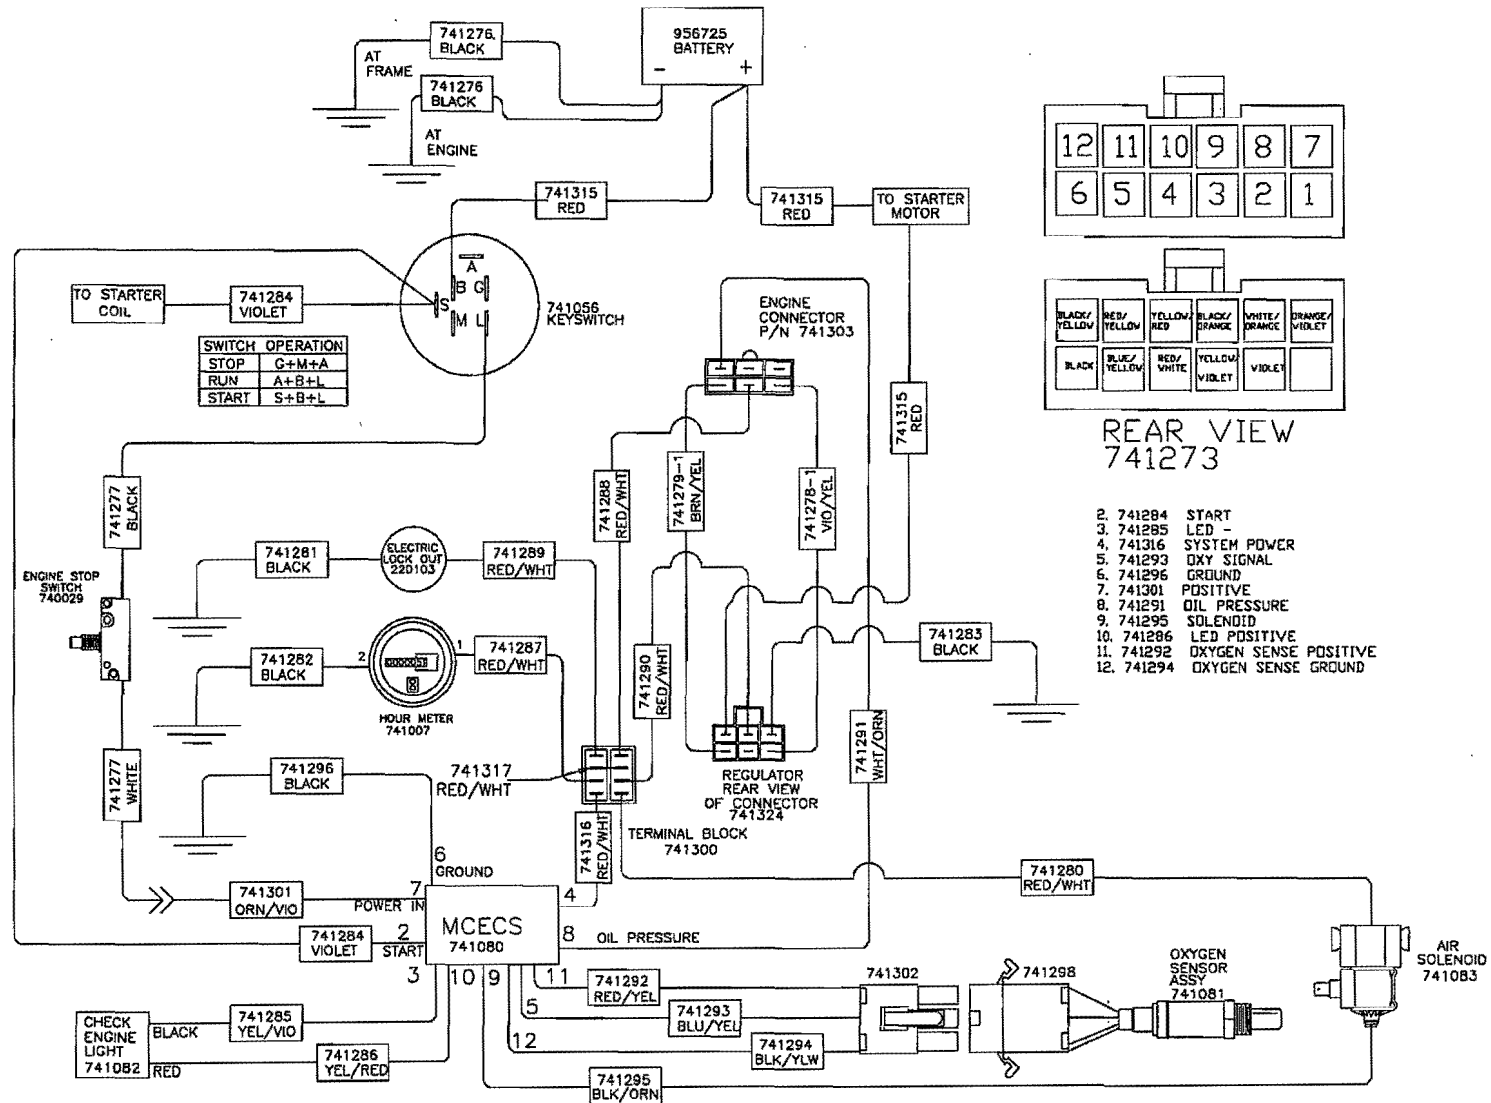 741276.
BLACK
AT
FRAME
741276
BLACK
AT
ENGINE
956725
BATTERY
- +
741315
RED
741315
RED
TO STARTER
MOTOR
12 11 10 9 8 7
6 5 4 3 2 1
BLACK/
YELLOW
RED/
YELLOW
YELLOW/
RED
BLACK/
ORANGE
WHITE/
ORANGE
ORANGE/
VIOLET
BLACK
BLUE/
YELLOW
RED/
WHITE
YELLOW/
VIOLET
VIOLET
REAR VIEW
741273
2. 741284 START
3. 741285 LED -
4. 741316 SYSTEM POWER
5. 741293 OXY SIGNAL
6. 741296 GROUND
7. 741301 POSITIVE
8. 741291 OIL PRESSURE
9. 741295 SOLENOID
10. 741286 LED POSITIVE
11. 741292 OXYGEN SENSE POSITIVE
12. 741294 OXYGEN SENSE GROUND
TO STARTER
COIL
741284
VIOLET
A
B G
S
M L
741056
KEYSWITCH
SWITCH OPERATION
STOP G+M+A
RUN A+B+L
START S+B+L
ENGINE
CONNECTOR
P/N 741303
741315
RED
741277
BLACK
741288
RED/WHT
741279-1
BRN/YEL
741278-1
VIO/YEL
ENGINE STOP
SWITCH
740029
741281
BLACK
ELECTRIC
LOCK OUT
220103
741289
RED/WHT
741282
BLACK
2
1
HOUR METER
741007
741287
RED/WHT
741290
RED/WHT
741283
BLACK
741291
WHT/ORN
741277
WHITE
741296
BLACK
741317
RED/WHT
REGULATOR
REAR VIEW
OF CONNECTOR
741324
741316
RED/WHT
TERMINAL BLOCK
741300
6
GROUND
741301
ORN/VIO
7
POWER IN
4
MCECS
741080
8 OIL PRESSURE
741284
VIOLET
2
START
3 10 9 11
5
12
741280
RED/WHT
741292
RED/YEL
741293
BLU/YEL
741294
BLK/YLW
741302
741298
OXYGEN
SENSOR
ASSY
741081
AIR
SOLENOID
741083
CHECK
ENGINE
LIGHT
741082
BLACK
RED
741285
YEL/VIO
741286
YEL/RED
741295
BLK/ORN